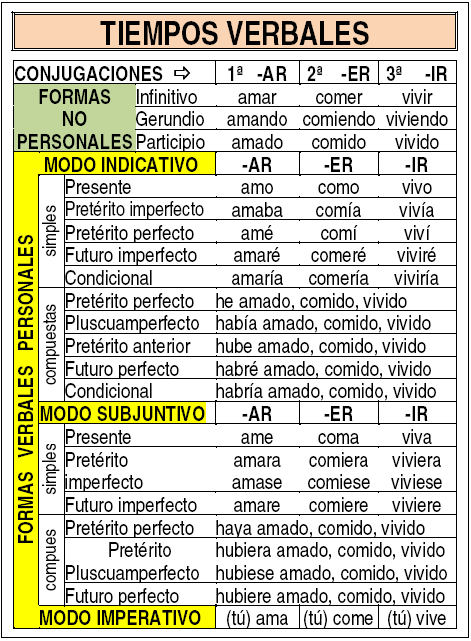 TIEMPOS VERBALES
CONJUGACIONES ⇨ 1ª -AR 2ª -ER 3ª -IR
FORMAS Infinitivo amar comer vivir
NO Gerundio amando comiendo viviendo
PERSONALES Participio amado comido vivido
FORMAS VERBALES PERSONALES
MODO INDICATIVO -AR -ER -IR
simples
Presente amo como vivo
Pretérito imperfecto amaba comía vivía
Pretérito perfecto amé comí viví
Futuro imperfecto amaré comeré viviré
Condicional amaría comería viviría
compuestas
Pretérito perfecto he amado, comido, vivido
Pluscuamperfecto había amado, comido, vivido
Pretérito anterior hube amado, comido, vivido
Futuro perfecto habré amado, comido, vivido
Condicional habría amado, comido, vivido
MODO SUBJUNTIVO -AR -ER -IR
simples
Presente ame coma viva
Pretérito amara comiera viviera
imperfecto amase comiese viviese
Futuro imperfecto amare comiere viviere
compues
Pretérito perfecto haya amado, comido, vivido
Pretérito hubiera amado, comido, vivido
Pluscuamperfecto hubiese amado, comido, vivido
Futuro perfecto hubiere amado, comido, vivido
MODO IMPERATIVO (tú) ama (tú) come (tú) vive